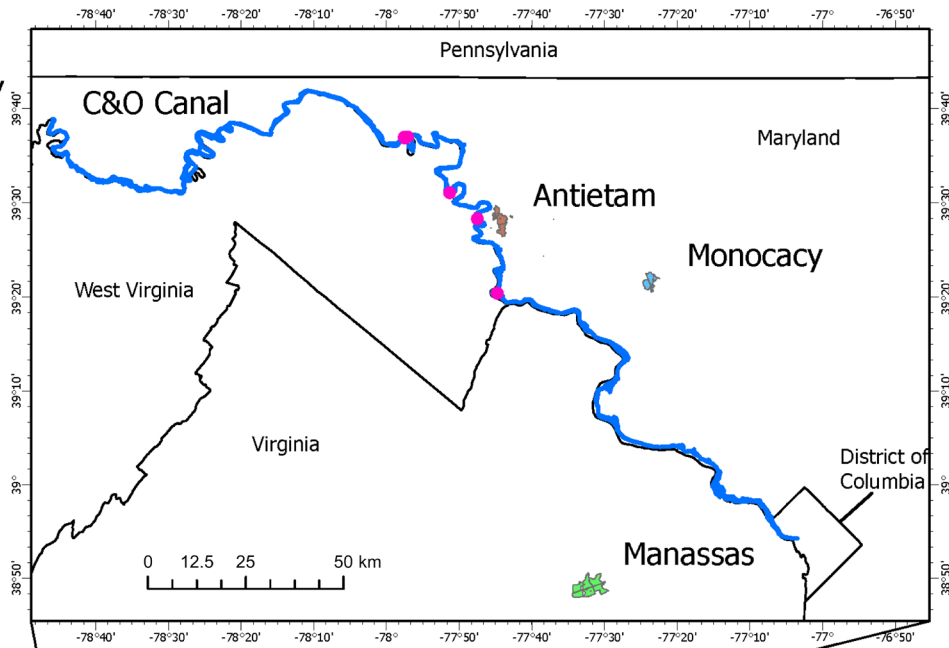 -78°40' -78°30' -78°20' -78°10' -78° -77°50' -77°40' -77°30' -77°20' -77°10' -77° -76°50'
Pennsylvania
C&O Canal
39°40' 39°40'
Maryland
Antietam
39°30' 39°30'
Monocacy
West Virginia
39°20' 39°20'
39°10' 39°10'
Virginia
District of
Columbia
39° 39°
Manassas
0 12.5 25 50 km
38°50' 38°50'
-78°40' -78°30' -78°20' -78°10' -78° -77°50' -77°40' -77°30' -77°20' -77°10' -77° -76°50'